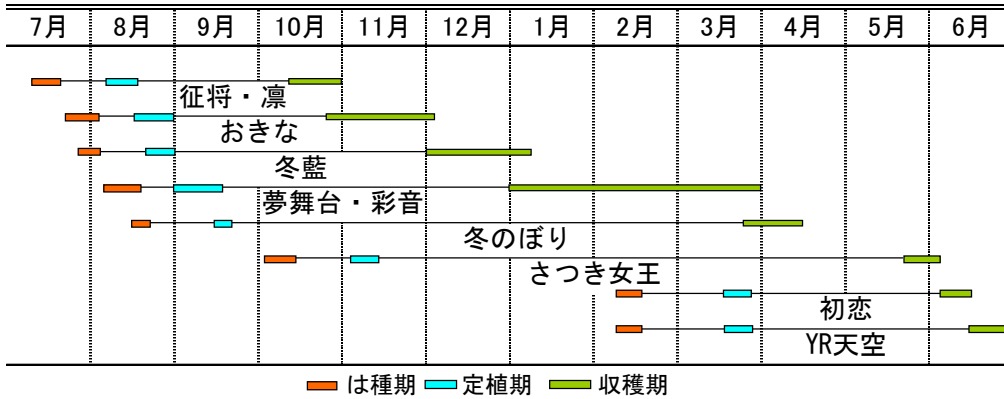 7月 8月 9月 10月 11月 12月 1月 2月 3月 4月 5月 6月
征将・凛
おきな
冬藍
夢舞台・彩音
冬のぼり
さつき女王
初恋
YR天空
は種期 定植期 収穫期